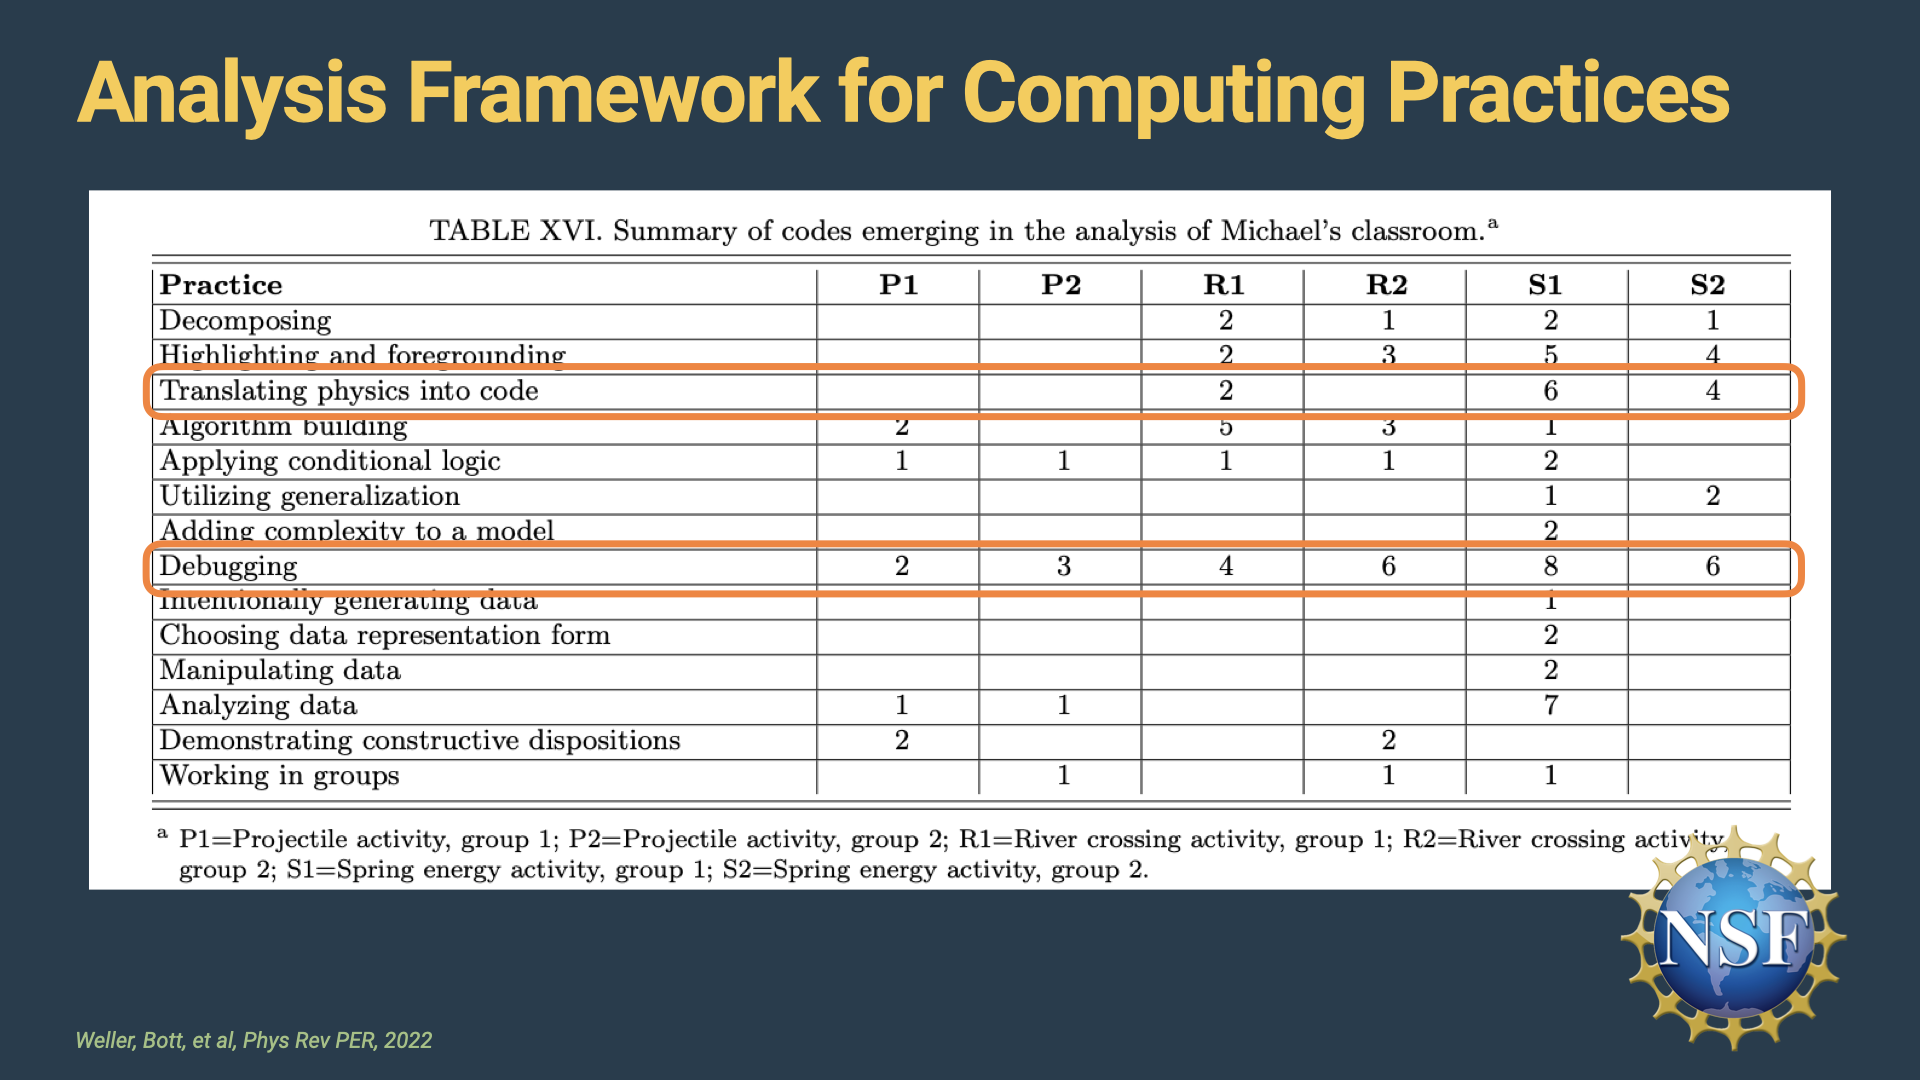 Analysis Framework for Computing Practices
TABLE XVI. Summary of codes emerging in the analysis of Michael's classroom.ª
Practice P1 P2 R1 R2 S1 S2
Decomposing 2 1 2 1
Highlighting and foregrounding 2 3 5 4
Translating physics into code 2 6 4
Algorithm building 2 5 3 1
Applying conditional logic 1 1 1 1 2
Utilizing generalization 1 2
Adding complexity to a model 2
Debugging 2 3 4 6 8 6
Intentionally generating data 1
Choosing data representation form 2
Manipulating data 2
Analyzing data 1 1 7
Demonstrating constructive dispositions 2 2
Working in groups 1 1 1
ª P1=Projectile activity, group 1; P2=Projectile activity, group 2; R1=River crossing activity, group 1; R2=River crossing activity,
group 2; S1=Spring energy activity, group 1; S2=Spring energy activity, group 2.
NSF
Weller, Bott, et al, Phys Rev PER, 2022